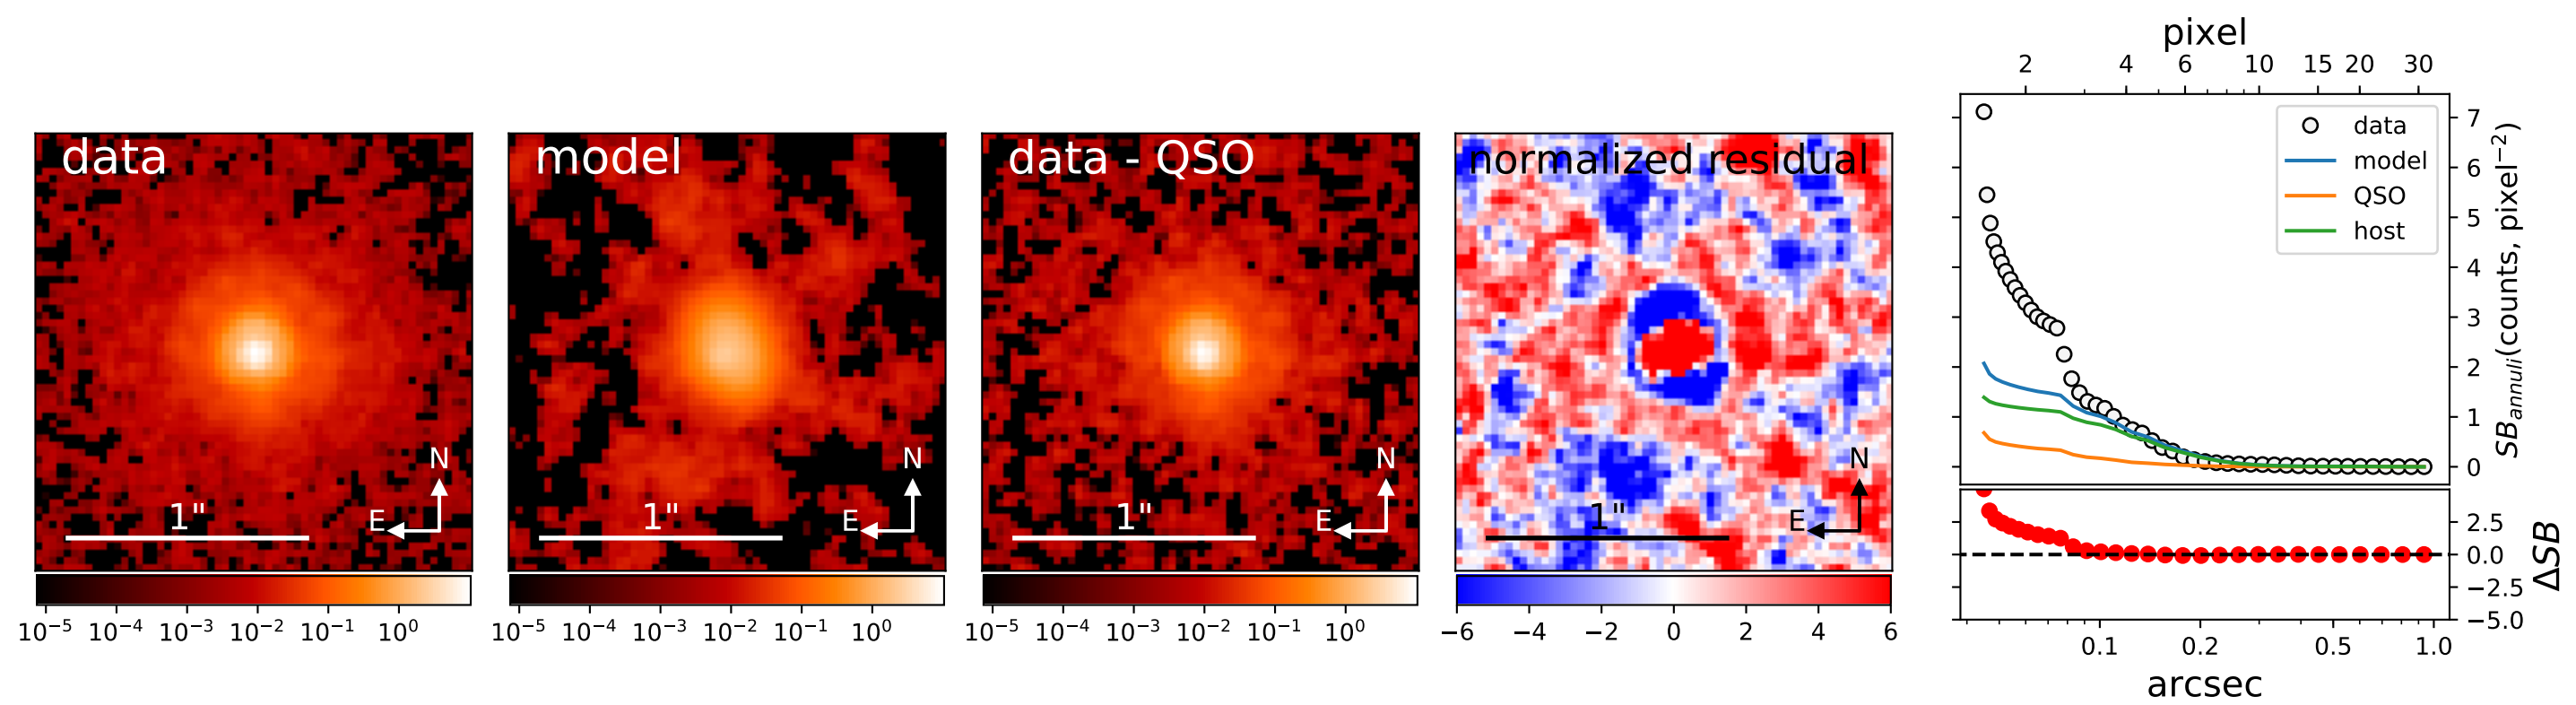 data
N
E
1"
10⁻⁵ 10⁻⁴ 10⁻³ 10⁻² 10⁻¹ 10⁰
model
N
E
1"
10⁻⁵ 10⁻⁴ 10⁻³ 10⁻² 10⁻¹ 10⁰
data - QSO
N
E
1"
10⁻⁵ 10⁻⁴ 10⁻³ 10⁻² 10⁻¹ 10⁰
normalized residual
N
E
1"
−6 −4 −2 0 2 4 6
pixel
2 4 6 10 15 20 30
data
model
QSO
host
7
6
5
4
3
2
1
0
SB_annuli(counts, pixel⁻²)
2.5
0.0
−2.5
−5.0
ΔSB
0.1 0.2 0.5 1.0
arcsec